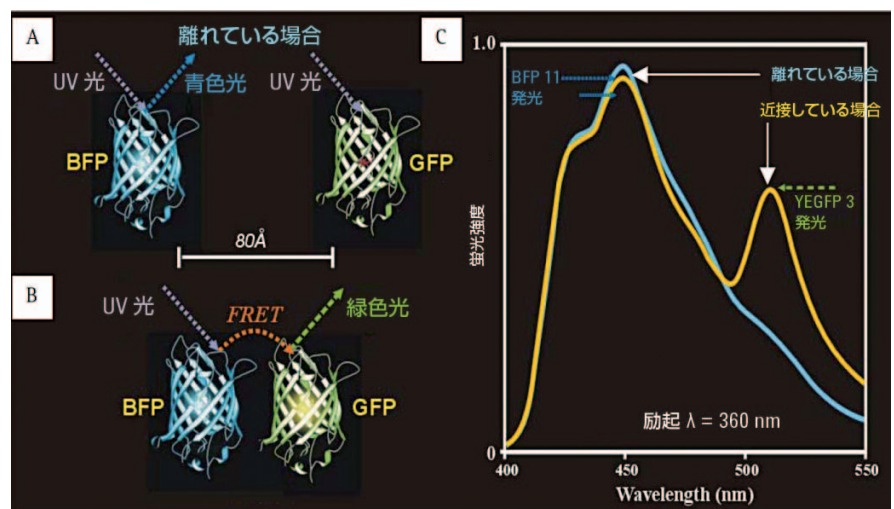 A
離れている場合
UV 光
青色光
UV 光
BFP
GFP
80Å
B
UV 光
FRET
緑色光
BFP
GFP
C
1.0
BFP 11
発光
離れている場合
近接している場合
YEGFP 3
発光
蛍光強度
励起 λ = 360 nm
0
400
450
500
550
Wavelength (nm)